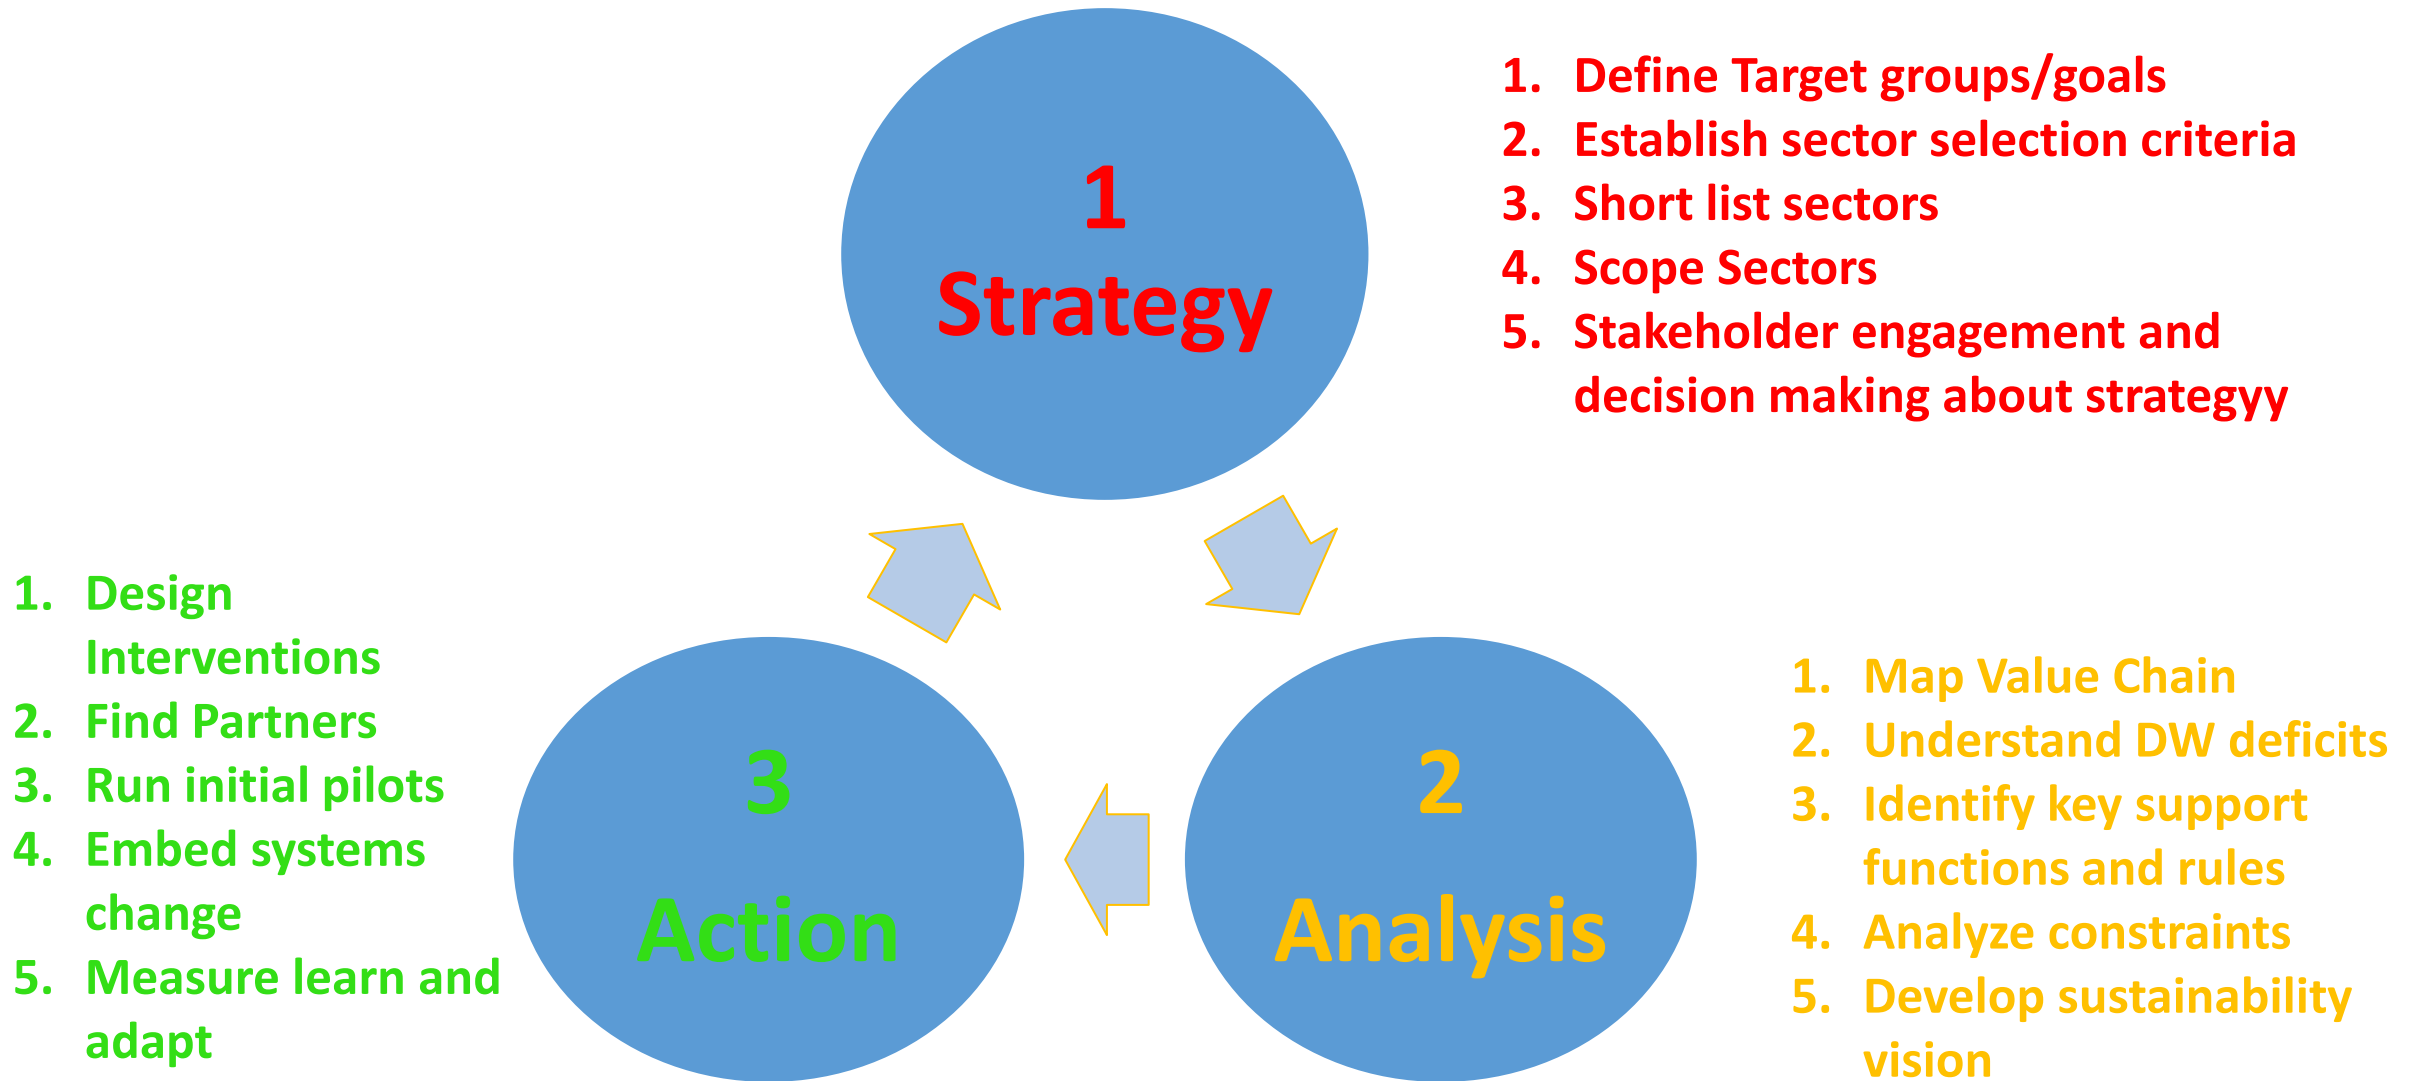 1
Strategy
1. Define Target groups/goals
2. Establish sector selection criteria
3. Short list sectors
4. Scope Sectors
5. Stakeholder engagement and
decision making about strategyy
2
Analysis
1. Map Value Chain
2. Understand DW deficits
3. Identify key support
functions and rules
4. Analyze constraints
5. Develop sustainability
vision
3
Action
1. Design
Interventions
2. Find Partners
3. Run initial pilots
4. Embed systems
change
5. Measure learn and
adapt